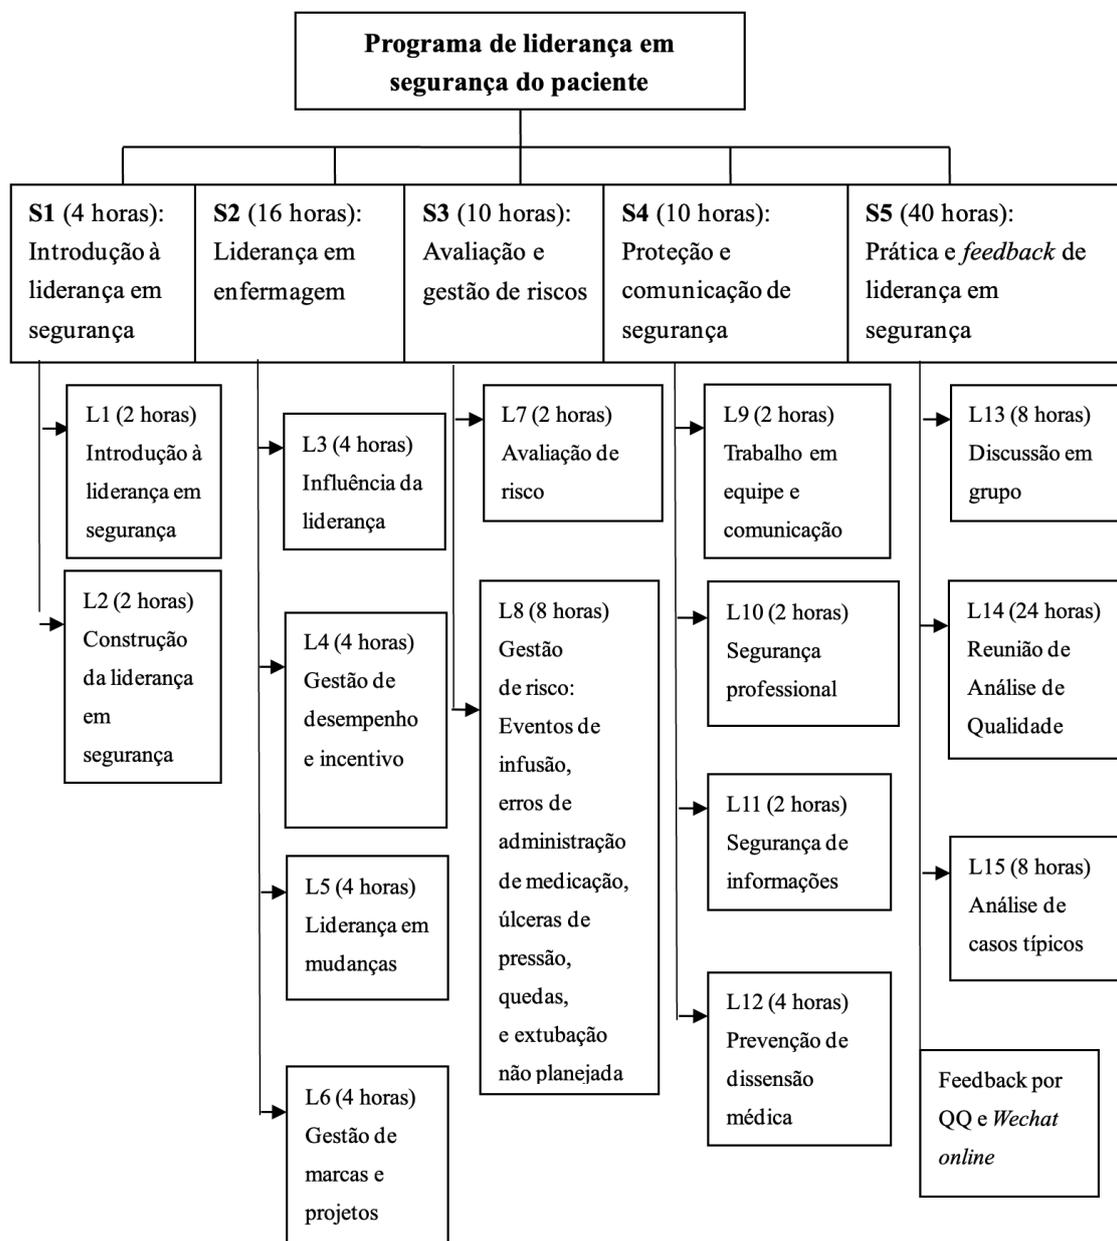 Programa de liderança em
segurança do paciente
S1 (4 horas):
Introdução à
liderança em
segurança
S2 (16 horas):
Liderança em
enfermagem
S3 (10 horas):
Avaliação e
gestão de riscos
S4 (10 horas):
Proteção e
comunicação de
segurança
S5 (40 horas):
Prática e feedback de
liderança em
segurança
L1 (2 horas)
Introdução à
liderança em
segurança
L2 (2 horas)
Construção
da liderança
em
segurança
L3 (4 horas)
Influência da
liderança
L4 (4 horas)
Gestão de
desempenho
e incentivo
L5 (4 horas)
Liderança em
mudanças
L6 (4 horas)
Gestão de
marcas e
projetos
L7 (2 horas)
Avaliação de
risco
L8 (8 horas)
Gestão
de risco:
Eventos de
infusão,
erros de
administração
de medicação,
úlceras de
pressão,
quedas,
e extubação
não planejada
L9 (2 horas)
Trabalho em
equipe e
comunicação
L10 (2 horas)
Segurança
professional
L11 (2 horas)
Segurança de
informações
L12 (4 horas)
Prevenção de
dissensão
médica
L13 (8 horas)
Discussão em
grupo
L14 (24 horas)
Reunião de
Análise de
Qualidade
L15 (8 horas)
Análise de
casos típicos
Feedback por
QQ e Wechat
online